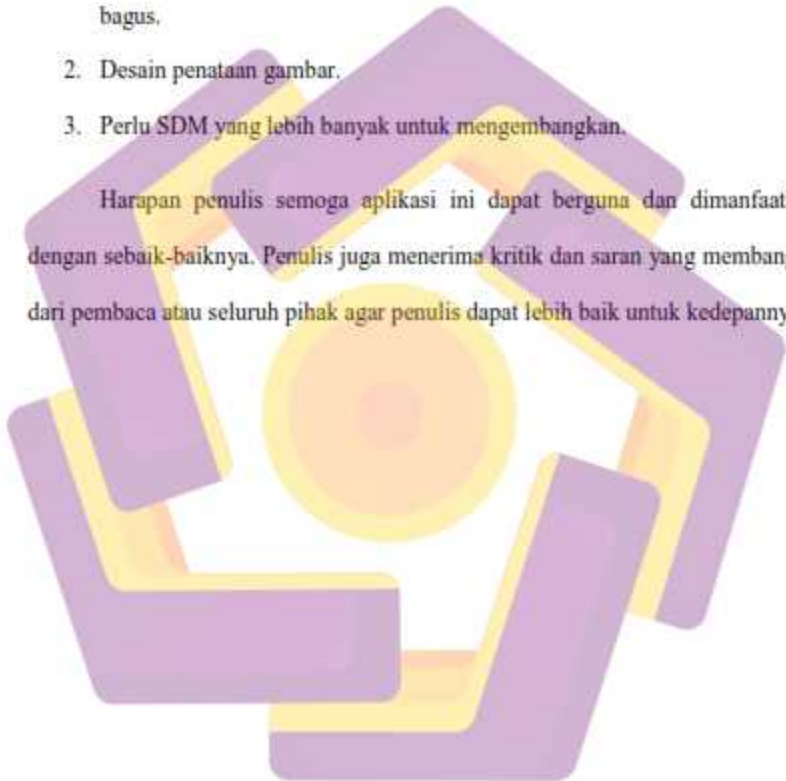 bagus.
2. Desain penataan gambar.
3. Perlu SDM yang lebih banyak untuk mengembangkan.
Harapan penulis semoga aplikasi ini dapat berguna dan dimanfaat
dengan sebaik-baiknya. Penulis juga menerima kritik dan saran yang memban
dari pembaca atau seluruh pihak agar penulis dapat lebih baik untuk kedepanny